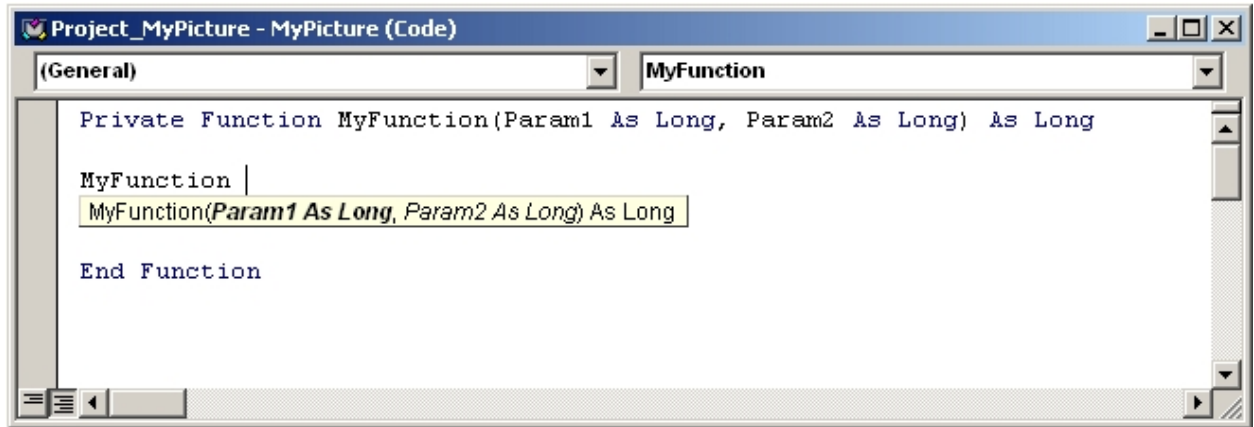 Project_MyPicture - MyPicture (Code)
(General) MyFunction
Private Function MyFunction(Param1 As Long, Param2 As Long) As Long
MyFunction
MyFunction(Param1 As Long, Param2 As Long) As Long
End Function